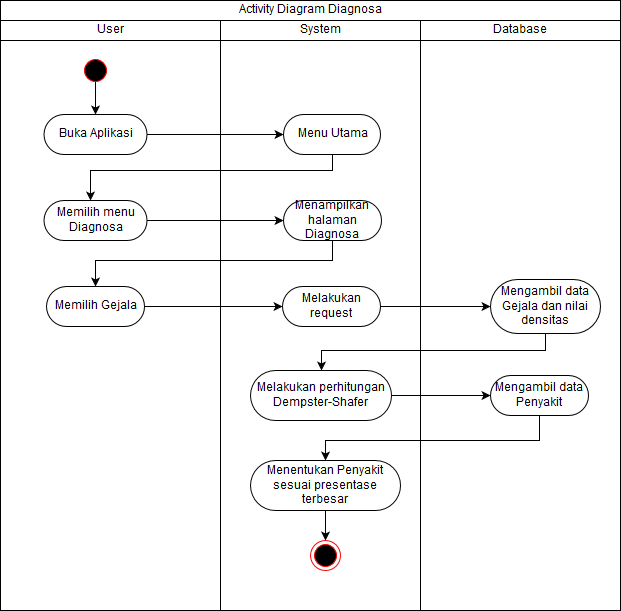 Activity Diagram Diagnosa
User
System
Database
Buka Aplikasi
Menu Utama
Memilih menu
Diagnosa
Menampilkan
halaman
Diagnosa
Memilih Gejala
Melakukan
request
Mengambil data
Gejala dan nilai
densitas
Melakukan perhitungan
Dempster-Shafer
Mengambil data
Penyakit
Menentukan Penyakit
sesuai presentase
terbesar